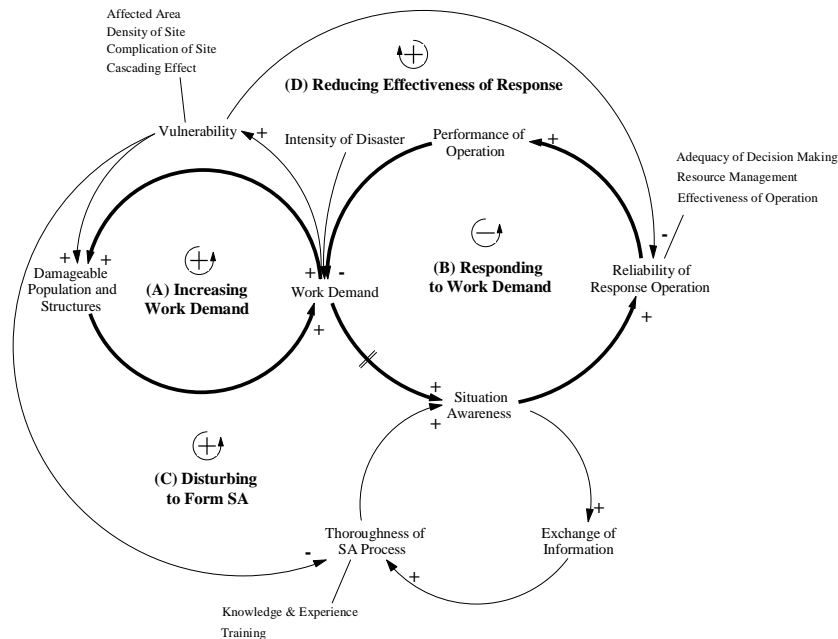 Affected Area
Density of Site
Complication of Site
Cascading Effect
+
(D) Reducing Effectiveness of Response
Vulnerability
+
Intensity of Disaster
Performance of
Operation
+
Adequacy of Decision Making
Resource Management
Effectiveness of Operation
-
+
+
+
-
+
-
Damageable
Population and
Structures
(A) Increasing
Work Demand
Work Demand
(B) Responding
to Work Demand
Reliability of
Response Operation
+
+
+
Situation
Awareness
+
+
(C) Disturbing
to Form SA
+
-
Thoroughness of
SA Process
Exchange of
Information
+
Knowledge & Experience
Training